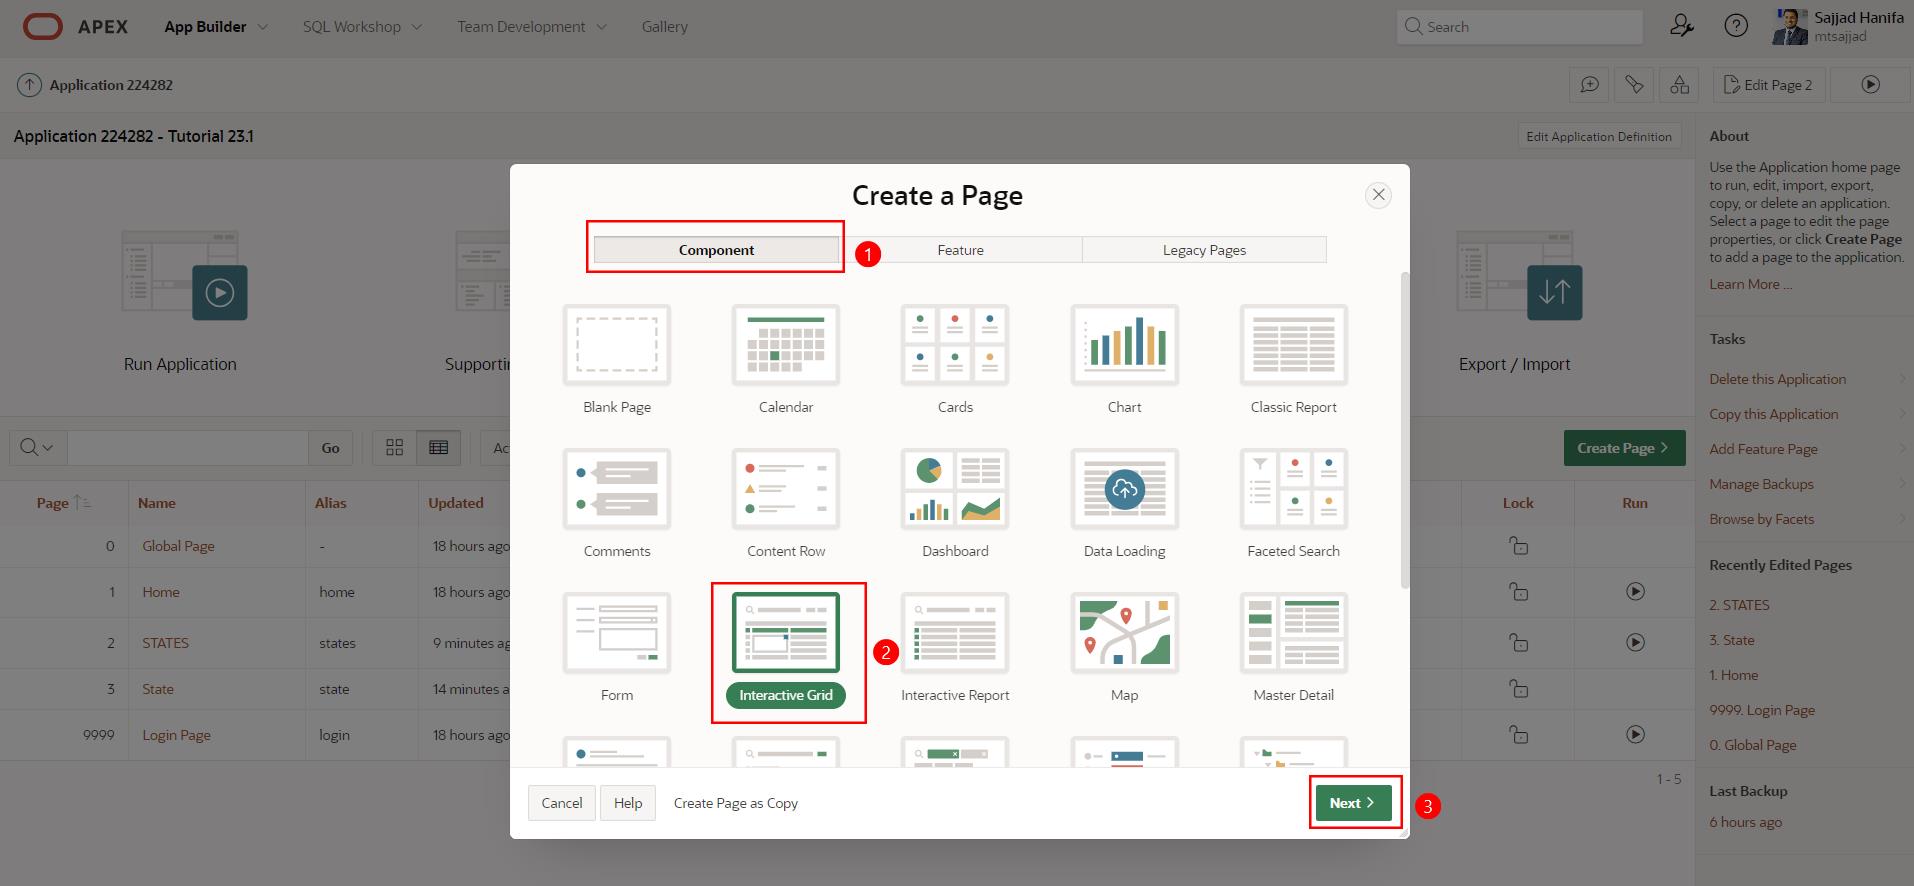 APEX
App Builder
SQL Workshop
Team Development
Gallery
Search
Sajjad Hanifa
mtsajjad
Application 224282
Edit Page 2
Application 224282 - Tutorial 23.1
Edit Application Definition
Run Application
Supportin
Export / Import
Go
Ac
Create Page
Page
Name
Alias
Updated
Lock
Run
0
Global Page
-
18 hours ago
1
Home
home
18 hours ago
2
STATES
states
9 minutes ag
3
State
state
14 minutes a
9999
Login Page
login
18 hours ago
1 - 5
Create a Page
Component
1
Feature
Legacy Pages
Blank Page
Calendar
Cards
Chart
Classic Report
Comments
Content Row
Dashboard
Data Loading
Faceted Search
Form
Interactive Grid
2
Interactive Report
Map
Master Detail
Cancel
Help
Create Page as Copy
Next
3
About
Use the Application home page
to run, edit, import, export,
copy, or delete an application.
Select a page to edit the page
properties, or click Create Page
to add a page to the application.
Learn More ...
Tasks
Delete this Application
Copy this Application
Add Feature Page
Manage Backups
Browse by Facets
Recently Edited Pages
2. STATES
3. State
1. Home
9999. Login Page
0. Global Page
Last Backup
6 hours ago